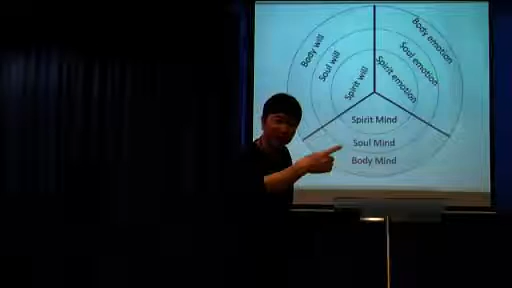 Body will
Soul will
Spirit will
Body emotion
Soul emotion
Spirit emotion
Spirit Mind
Soul Mind
Body Mind